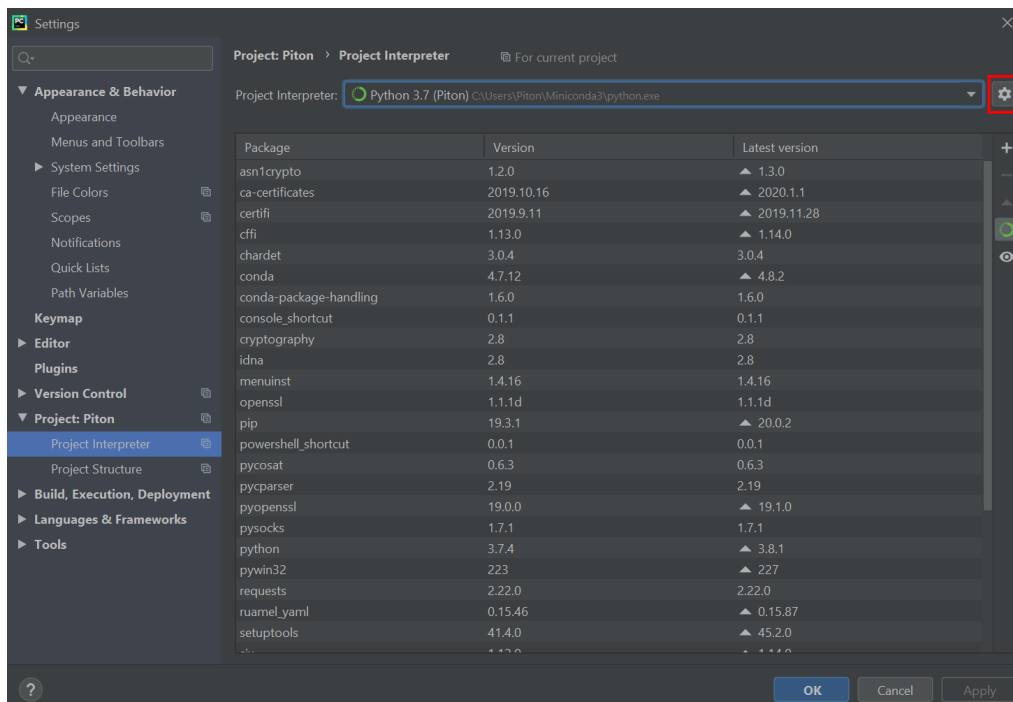 PC Settings
Project: Piton › Project Interpreter For current project
Project Interpreter: Python 3.7 (Piton) C:\Users\Piton\Miniconda3\python.exe
Appearance & Behavior
Appearance
Menus and Toolbars
System Settings
File Colors
Scopes
Notifications
Quick Lists
Path Variables
Keymap
Editor
Plugins
Version Control
Project: Piton
Project Interpreter
Project Structure
Build, Execution, Deployment
Languages & Frameworks
Tools
Package Version Latest version
asn1crypto 1.2.0 1.3.0
ca-certificates 2019.10.16 2020.1.1
certifi 2019.9.11 2019.11.28
cffi 1.13.0 1.14.0
chardet 3.0.4 3.0.4
conda 4.7.12 4.8.2
conda-package-handling 1.6.0 1.6.0
console_shortcut 0.1.1 0.1.1
cryptography 2.8 2.8
idna 2.8 2.8
menuinst 1.4.16 1.4.16
openssl 1.1.1d 1.1.1d
pip 19.3.1 20.0.2
powershell_shortcut 0.0.1 0.0.1
pycosat 0.6.3 0.6.3
pycparser 2.19 2.19
pyopenssl 19.0.0 19.1.0
pysocks 1.7.1 1.7.1
python 3.7.4 3.8.1
pywin32 223 227
requests 2.22.0 2.22.0
ruamel_yaml 0.15.46 0.15.87
setuptools 41.4.0 45.2.0
? OK Cancel Apply